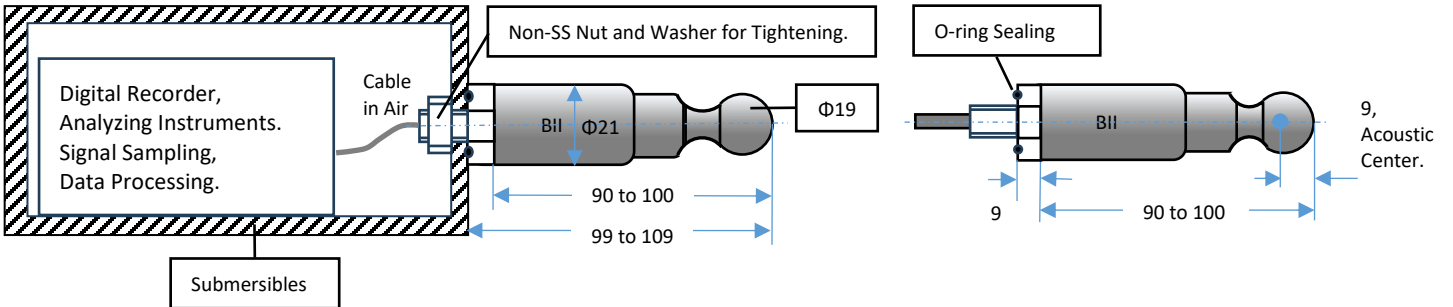 Non-SS Nut and Washer for Tightening.
O-ring Sealing
Digital Recorder,
Analyzing Instruments.
Signal Sampling,
Data Processing.
Cable
in Air
BII
Φ21
Φ19
90 to 100
99 to 109
Submersibles
BII
9
90 to 100
9,
Acoustic
Center.